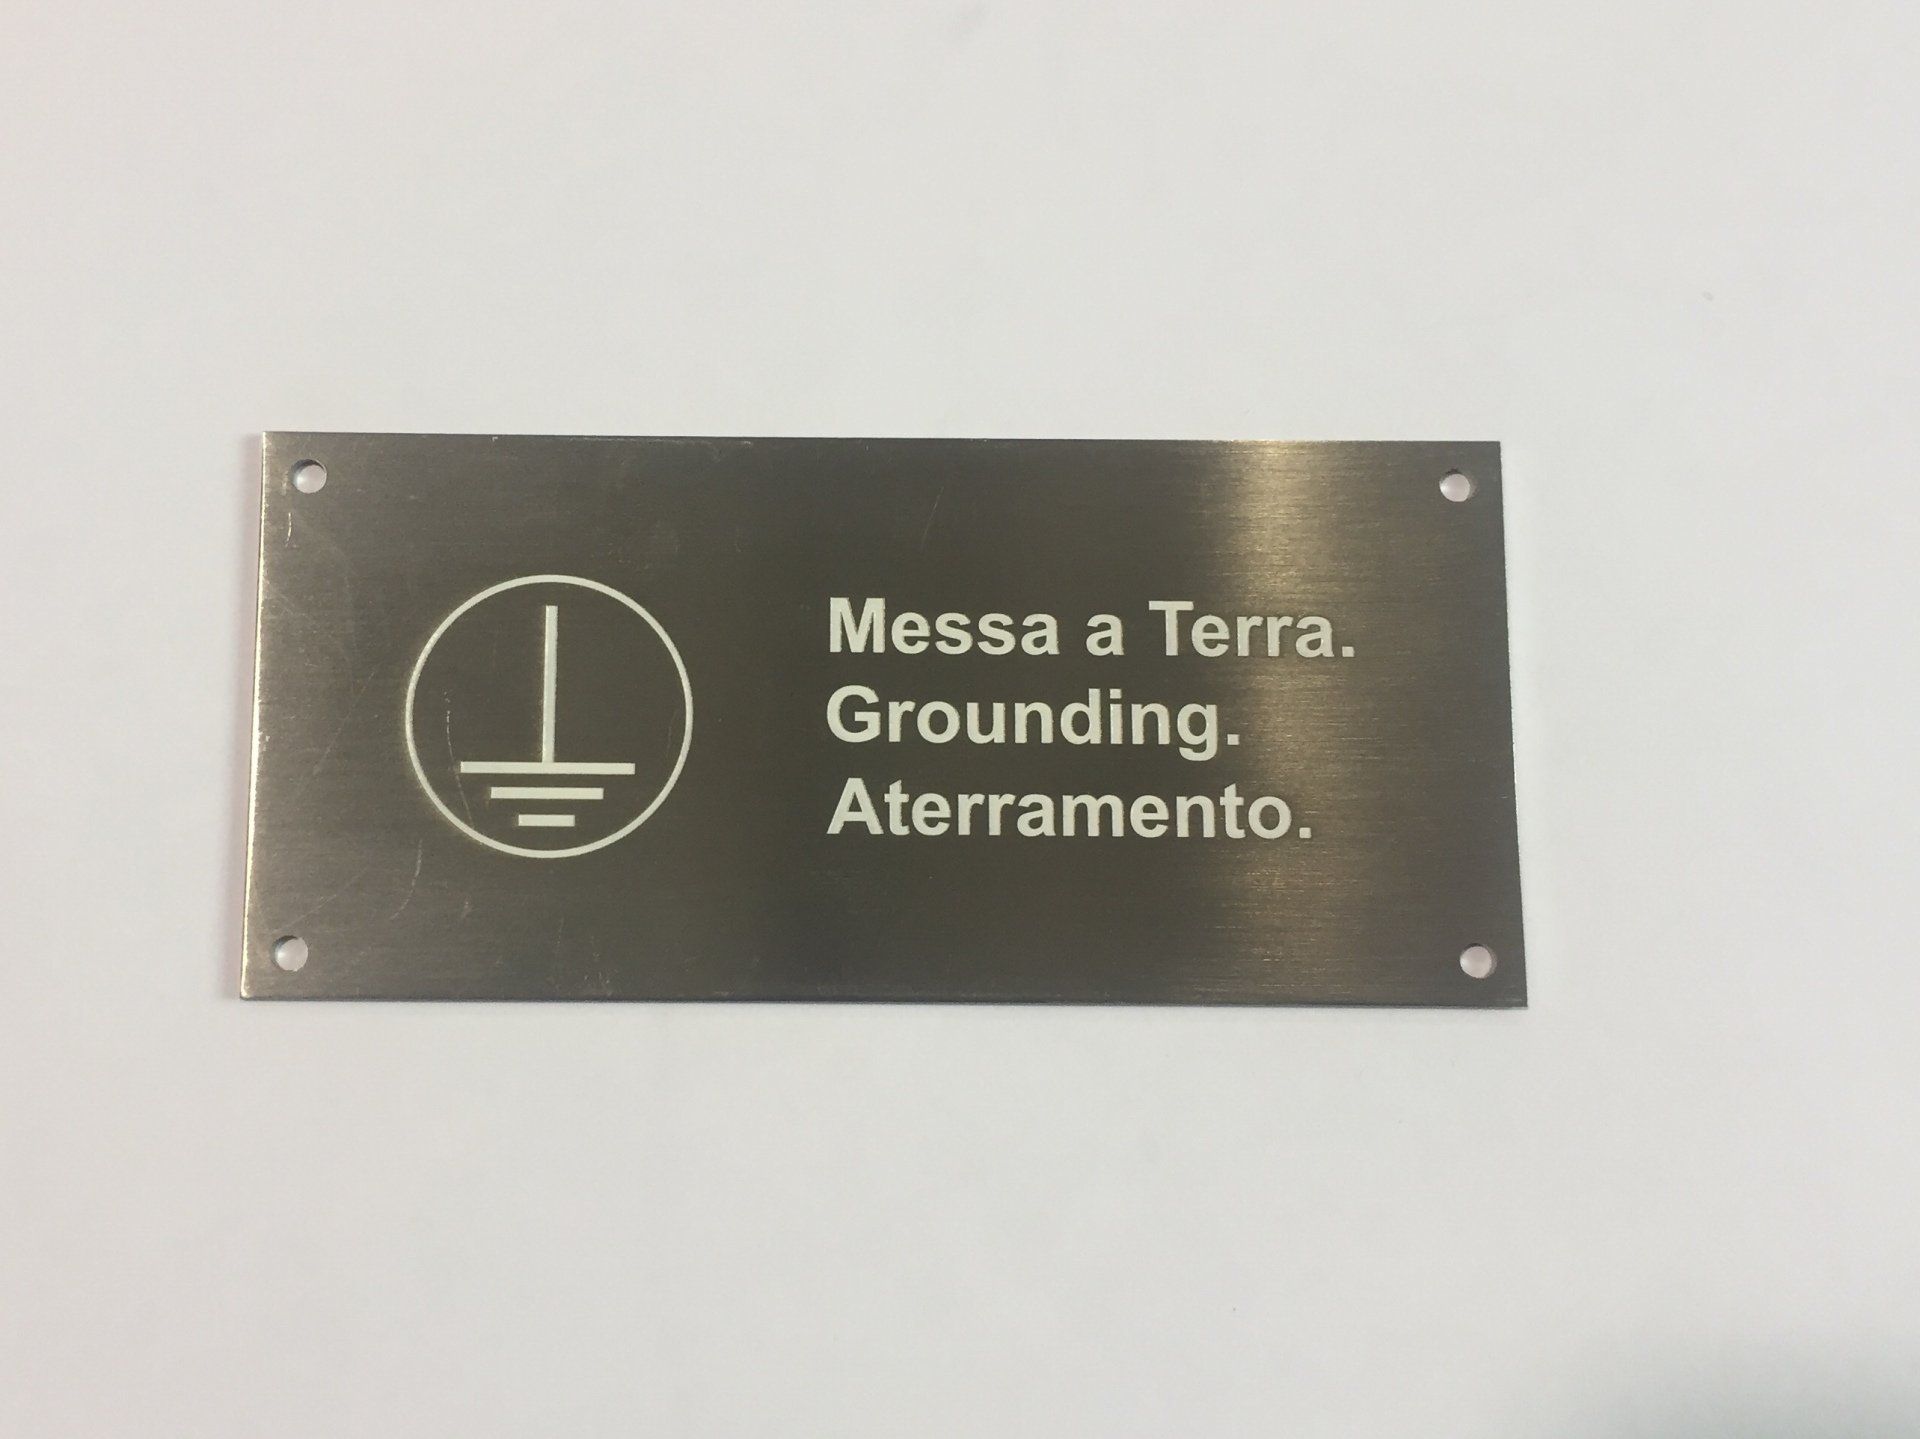 Messa a Terra.
Grounding.
Aterramento.